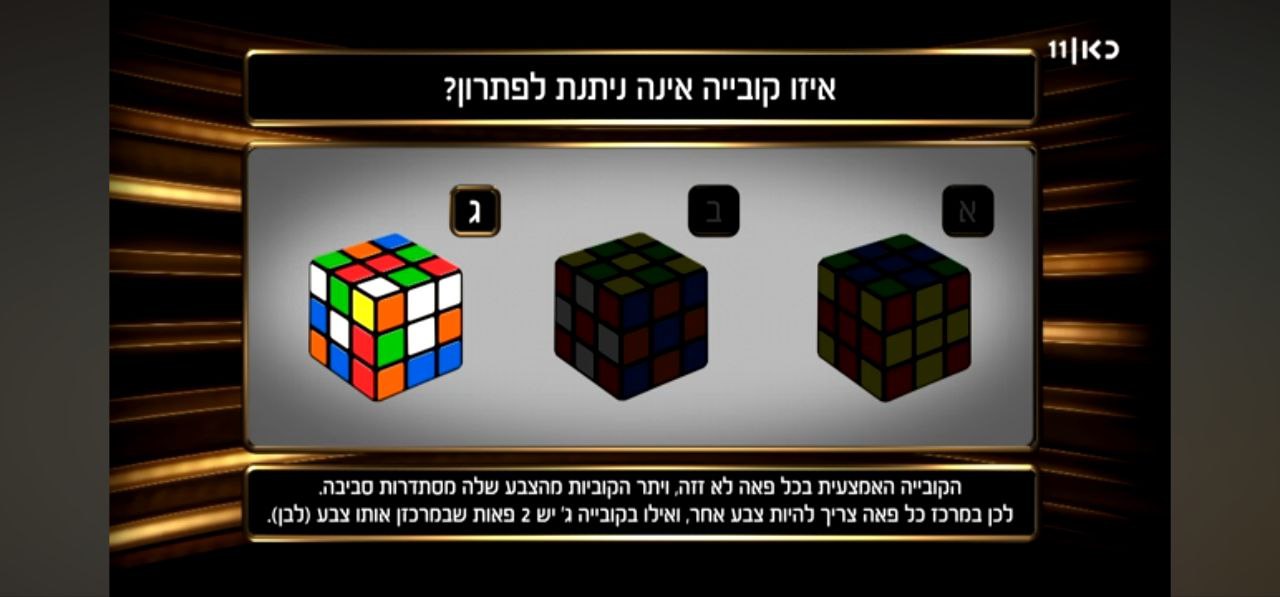 כאן|11
איזו קובייה אינה ניתנת לפתרון?
א
ב
ג
הקובייה האמצעית בכל פאה לא זזה, ויתר הקוביות מהצבע שלה מסתדרות סביבה.
לכן במרכז כל פאה צריך להיות צבע אחר, ואילו בקובייה ג' יש 2 פאות שבמרכזן אותו צבע (לבן).